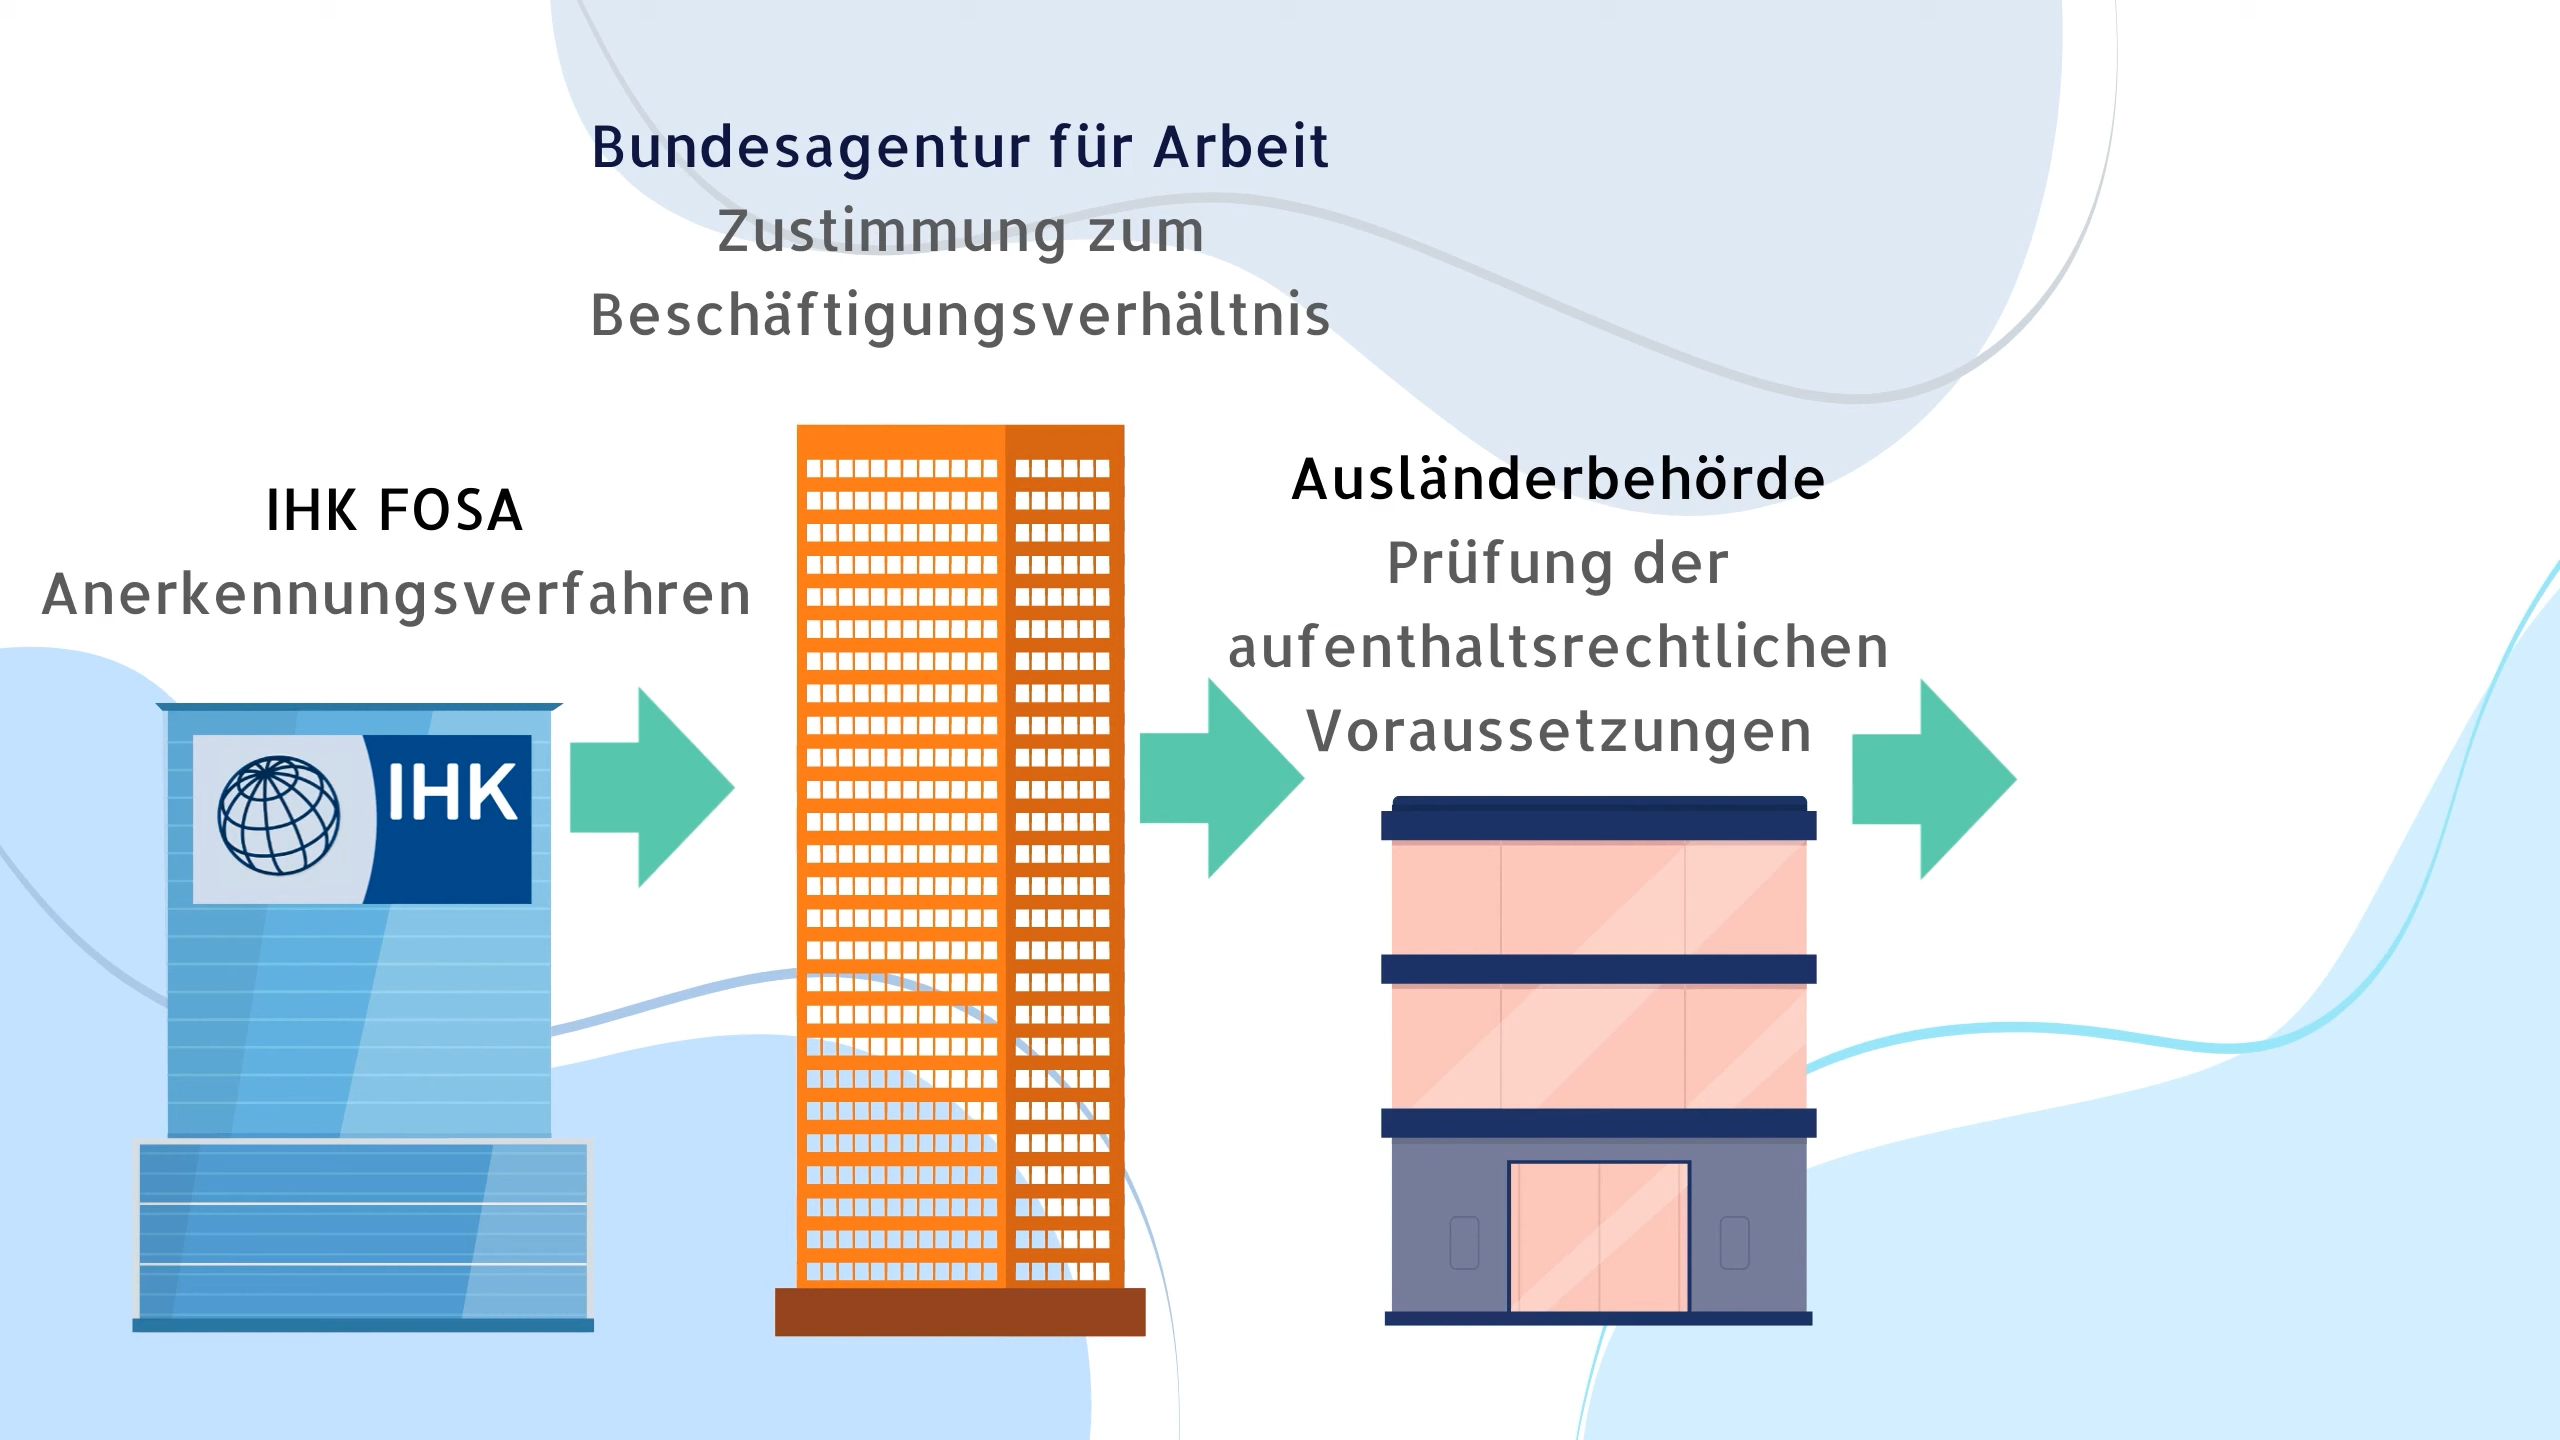 Bundesagentur für Arbeit
Zustimmung zum
Beschäftigungsverhältnis
IHK FOSA
Anerkennungsverfahren
IHK
Ausländerbehörde
Prüfung der
aufenthaltsrechtlichen
Voraussetzungen